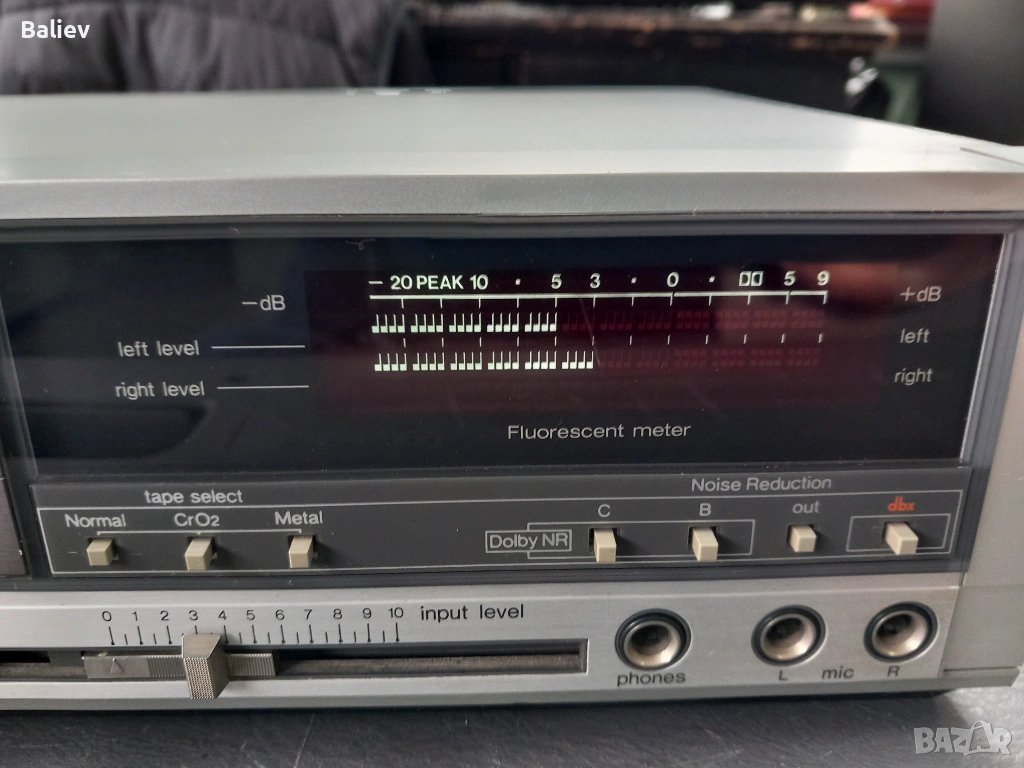 Baliev
- 20 PEAK 10 · 5 3 · 0 · DD 5 9
-dB
+dB
left level
left
right level
right
Fluorescent meter
tape select
Noise Reduction
Normal CrO2 Metal
C B out dbx
Dolby NR
0 1 2 3 4 5 6 7 8 9 10 input level
phones
L mic R
BAZAR